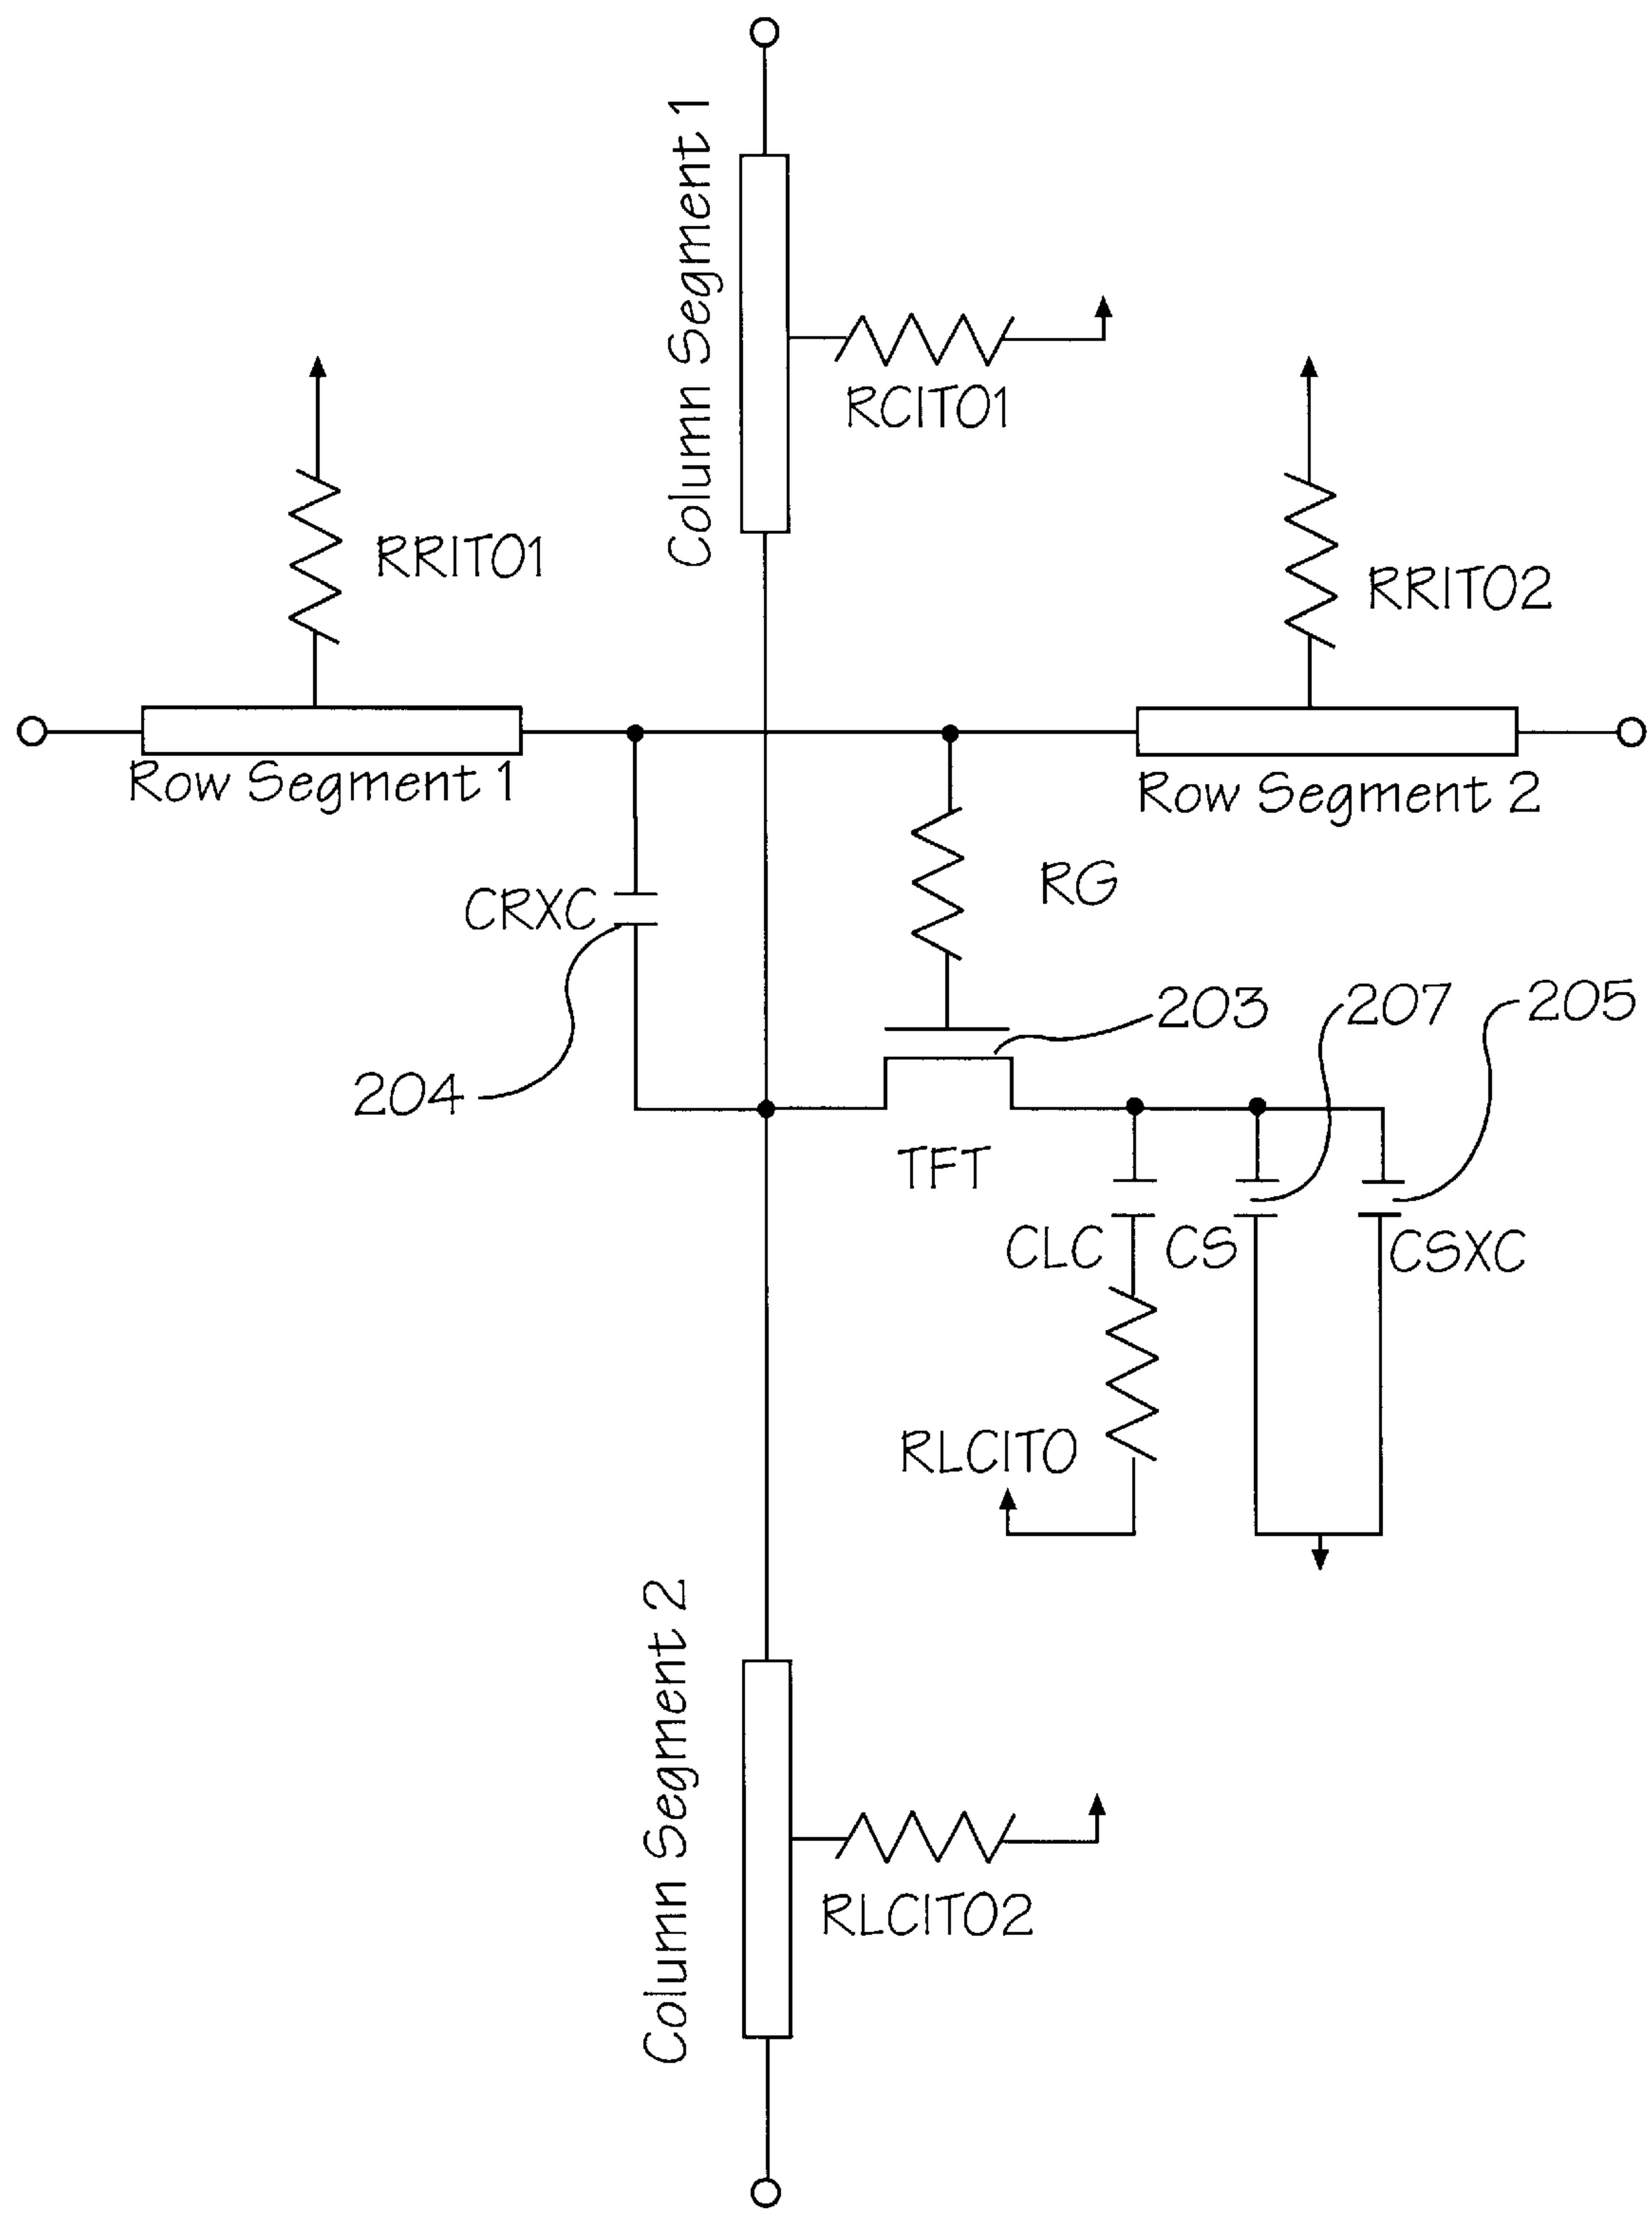 Column Segment 1
RCITO1
RRITO1
RRITO2
Row Segment 1
Row Segment 2
CRXC
RG
203
207
205
204
TFT
CLC
CS
CSXC
RLCITO
Column Segment 2
RLCITO2